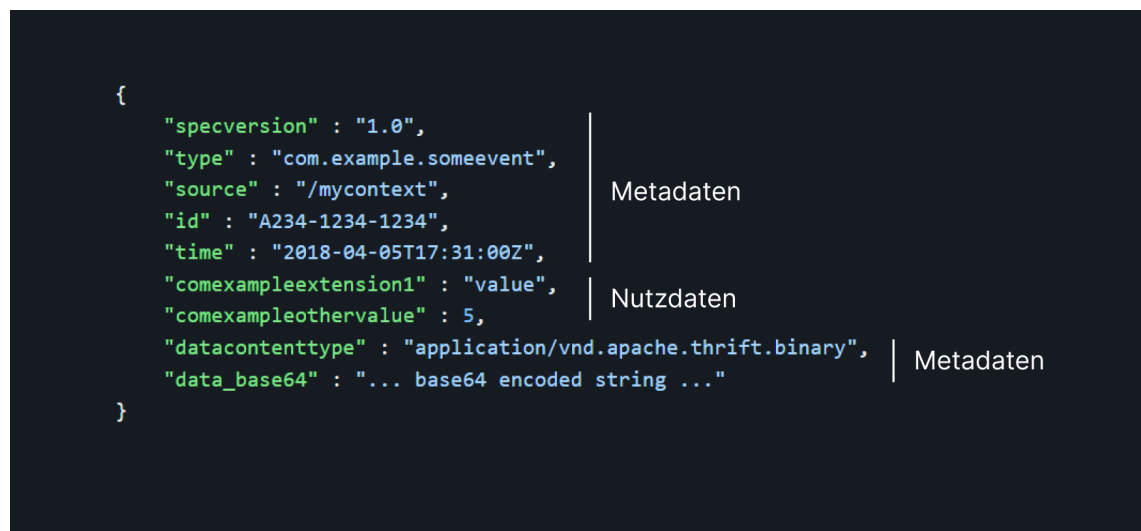 {
"specversion" : "1.0",
"type" : "com.example.someevent",
"source" : "/mycontext",
"id" : "A234-1234-1234",
"time" : "2018-04-05T17:31:00Z",
Metadaten
"comexampleextension1" : "value",
"comexampleothervalue" : 5,
Nutzdaten
"datacontenttype" : "application/vnd.apache.thrift.binary",
"data_base64" : "... base64 encoded string ..."
Metadaten
}